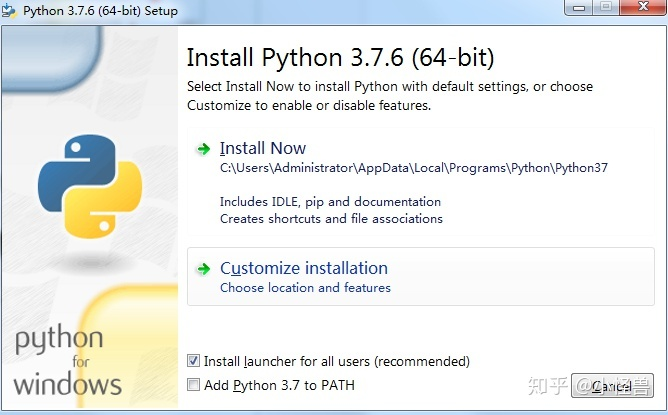 Python 3.7.6 (64-bit) Setup
Install Python 3.7.6 (64-bit)
Select Install Now to install Python with default settings, or choose
Customize to enable or disable features.
Install Now
C:\Users\Administrator\AppData\Local\Programs\Python\Python37
Includes IDLE, pip and documentation
Creates shortcuts and file associations
Customize installation
Choose location and features
python
for
windows
Install launcher for all users (recommended)
Add Python 3.7 to PATH
Cancel
知乎 @小怪兽